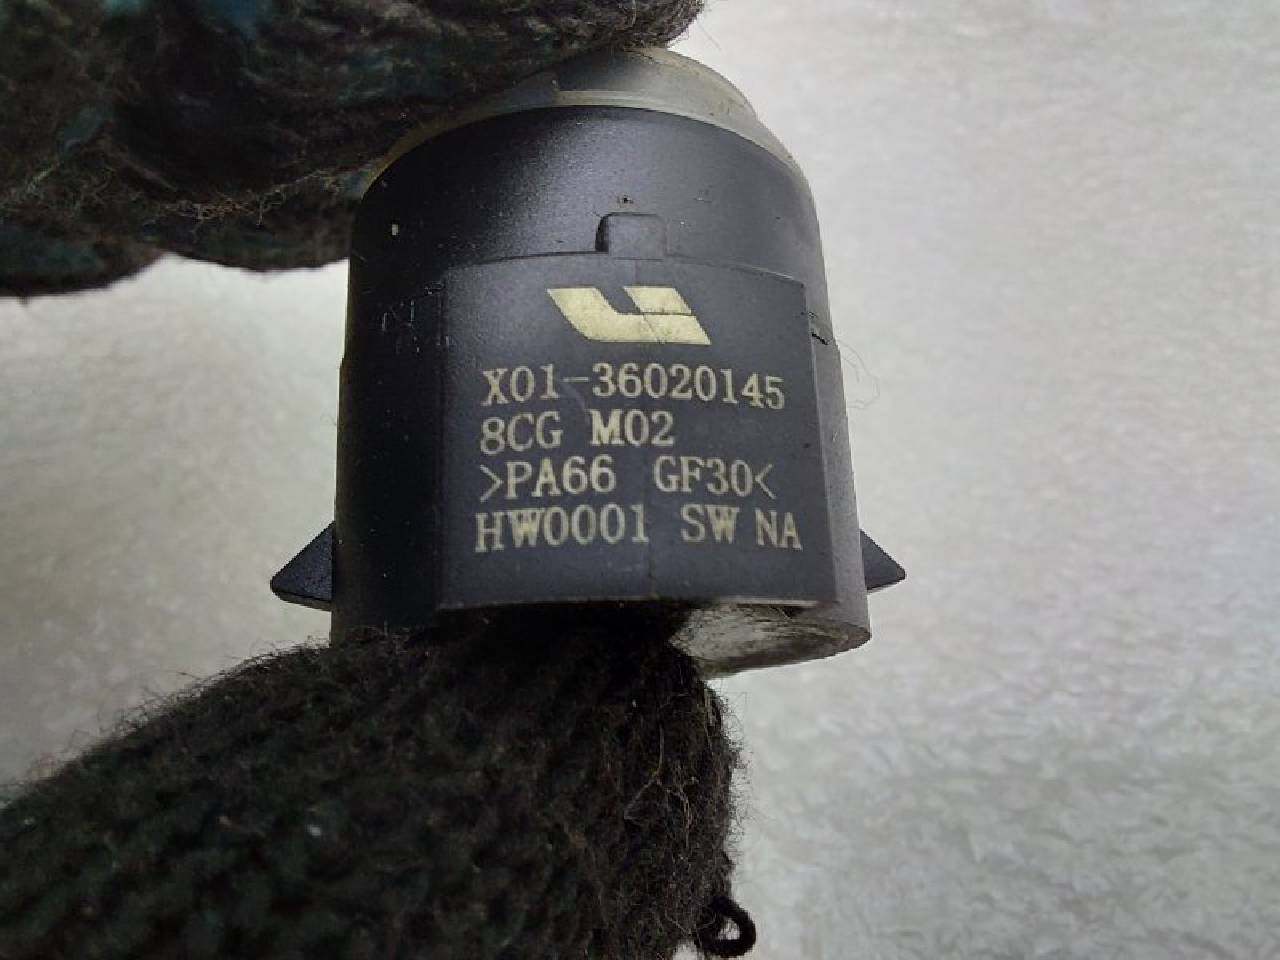 X01-36020145
8CG M02
>PA66 GF30<
HW0001 SW NA